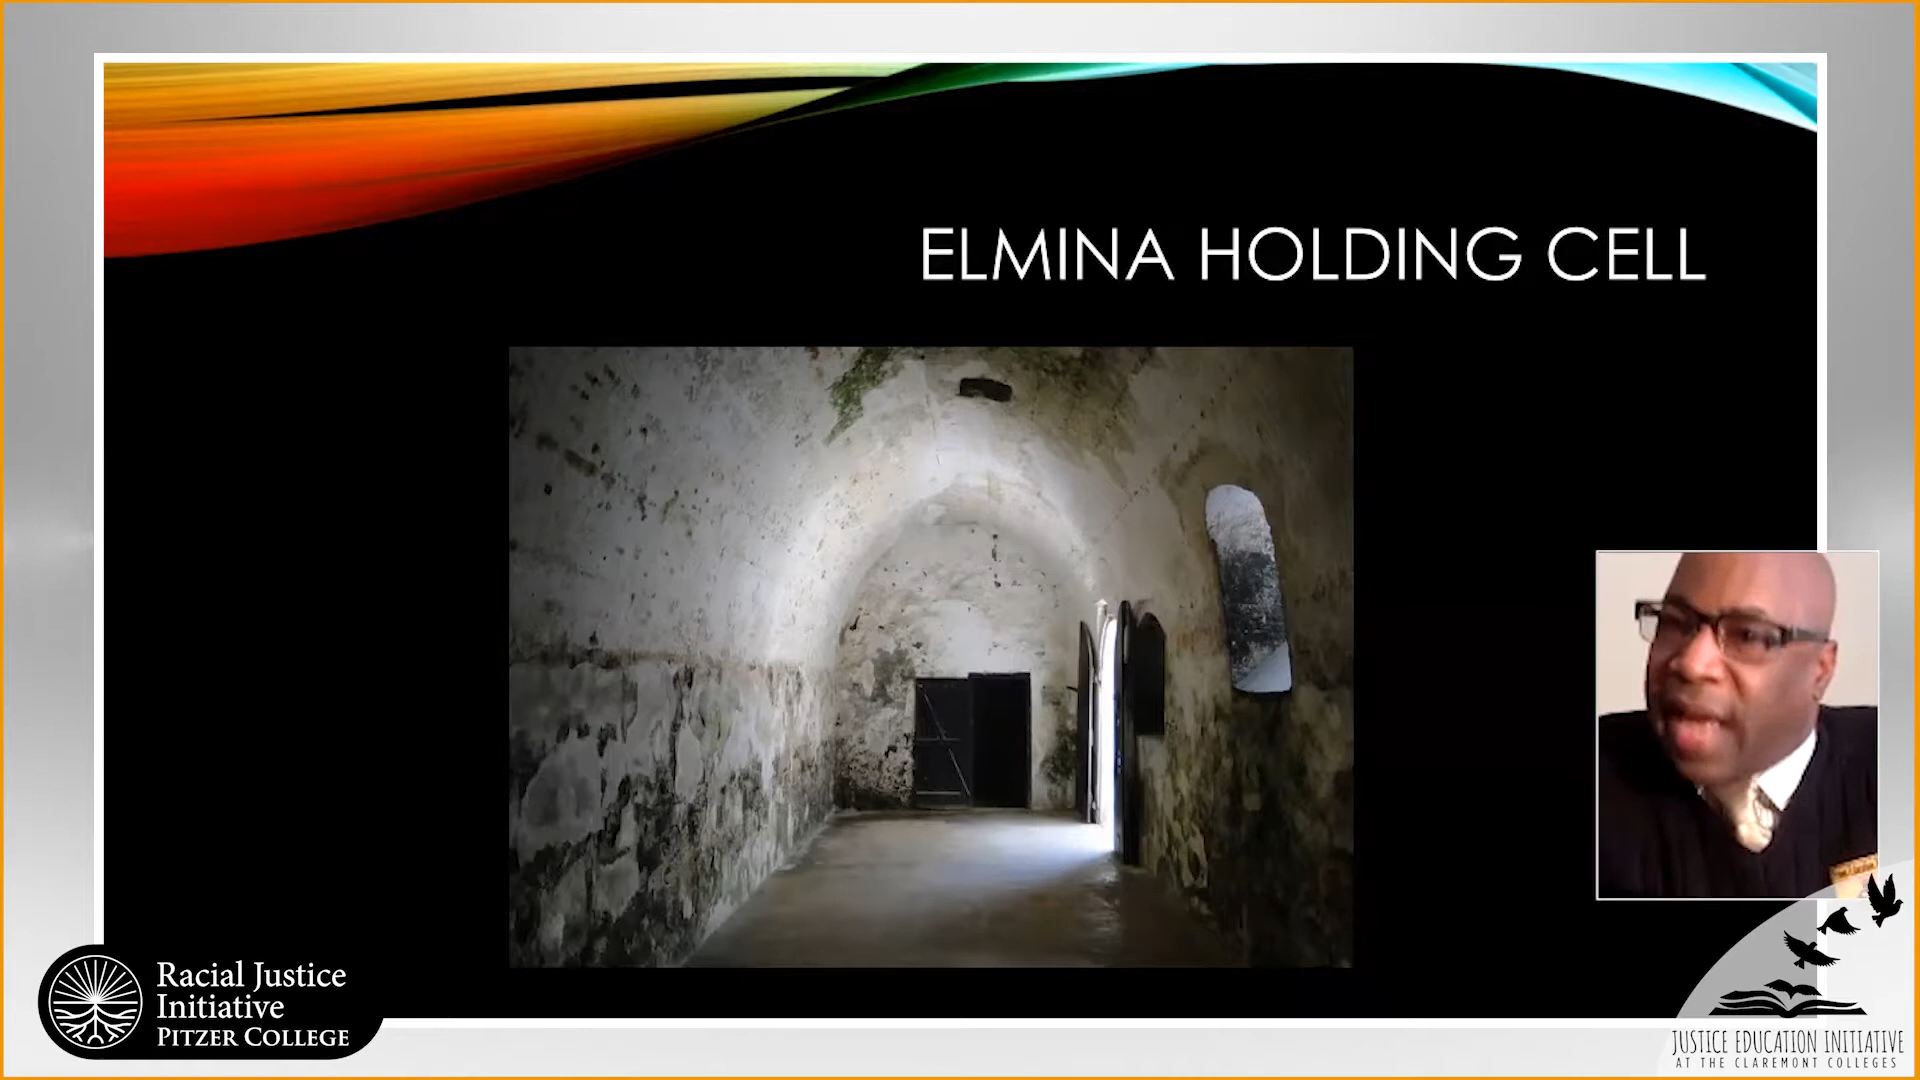 ELMINA HOLDING CELL
Racial Justice
Initiative
PITZER COLLEGE
JUSTICE EDUCATION INITIATIVE
AT THE CLAREMONT COLLEGES